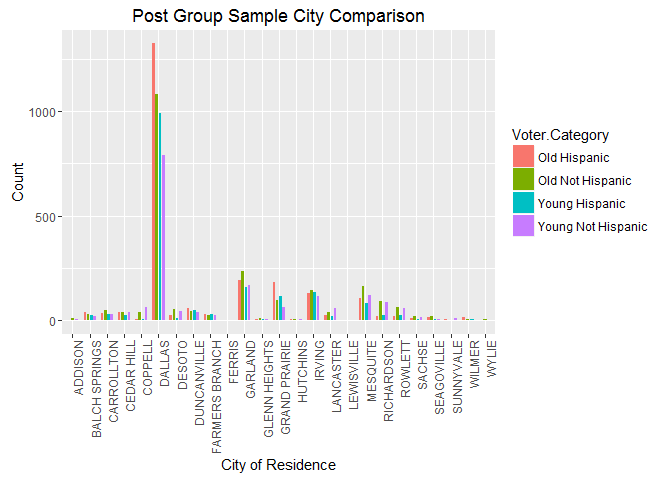 Post Group Sample City Comparison
Count
1000
500
0
ADDISON
BALCH SPRINGS
CARROLLTON
CEDAR HILL
COPPELL
DALLAS
DESOTO
DUNCANVILLE
FARMERS BRANCH
FERRIS
GARLAND
GLENN HEIGHTS
GRAND PRAIRIE
HUTCHINS
IRVING
LANCASTER
LEWISVILLE
MESQUITE
RICHARDSON
ROWLETT
SACHSE
SEAGOVILLE
SUNNYVALE
WILMER
WYLIE
City of Residence
Voter.Category
Old Hispanic
Old Not Hispanic
Young Hispanic
Young Not Hispanic